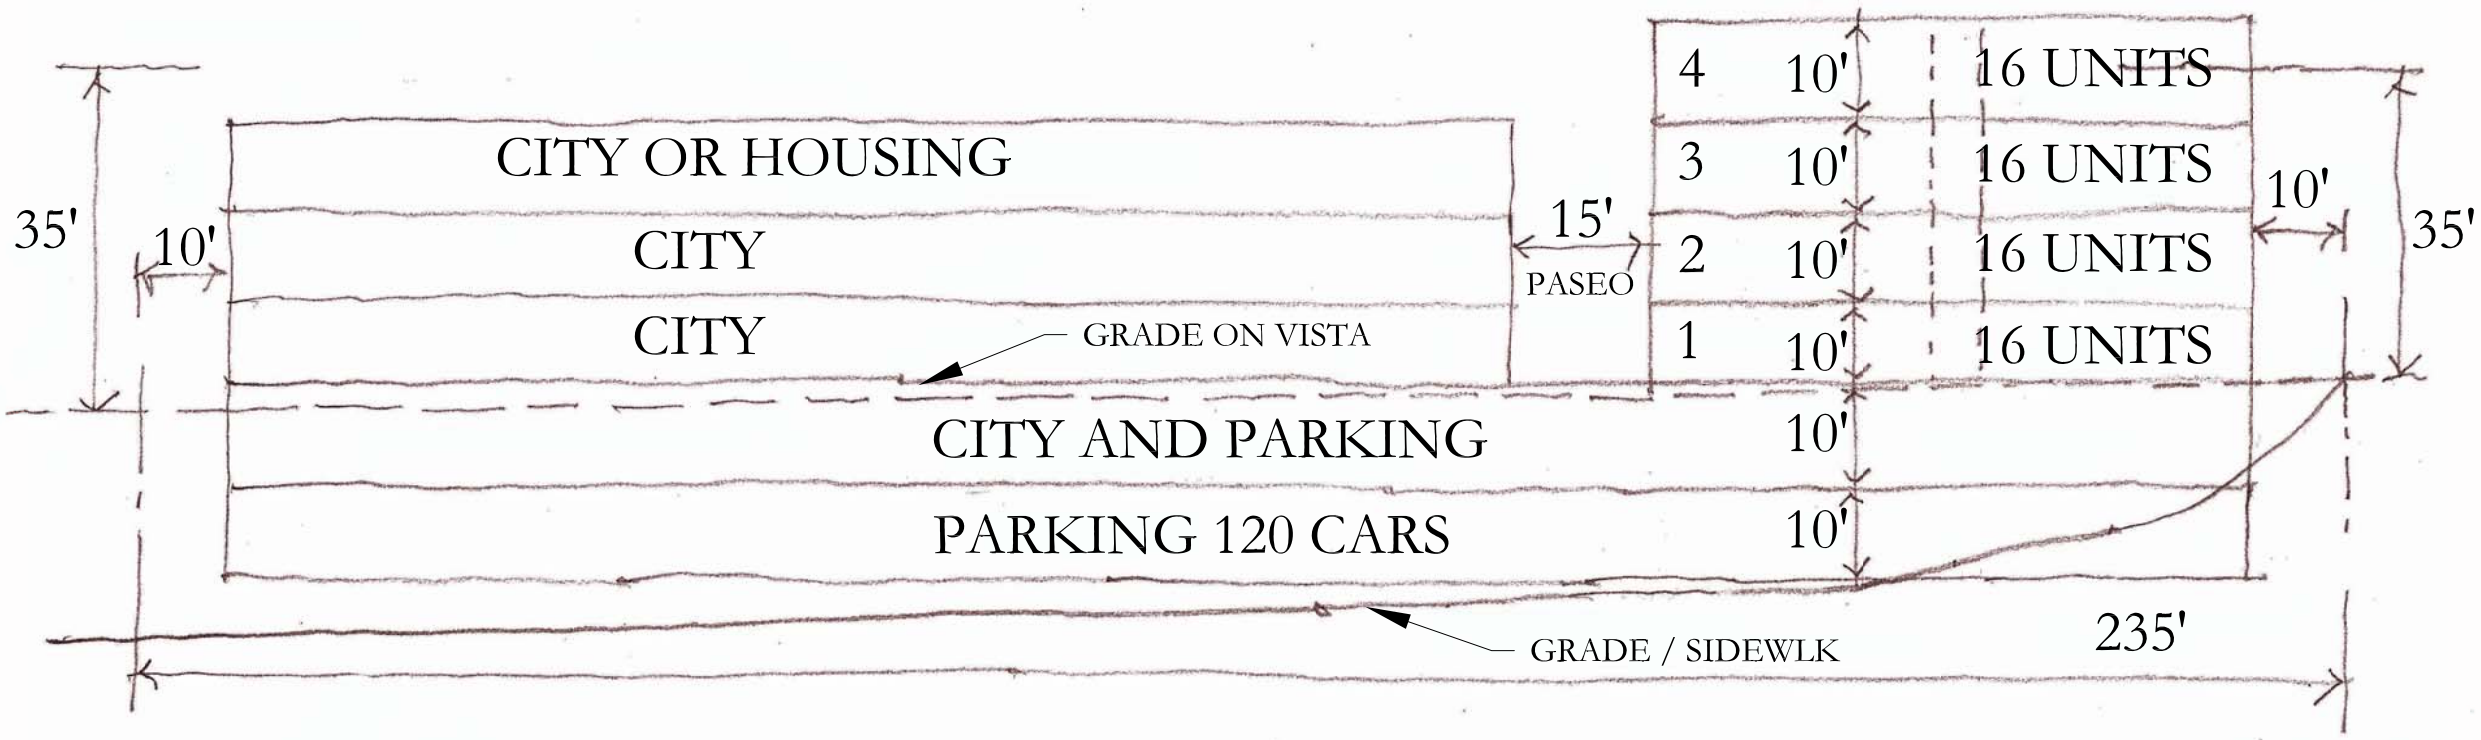 4 10' 16 UNITS
CITY OR HOUSING
3 10' 16 UNITS
10'
35'
10'
15'
35'
CITY
2 10' 16 UNITS
PASEO
CITY
GRADE ON VISTA
1 10' 16 UNITS
CITY AND PARKING
10'
PARKING 120 CARS
10'
235'
GRADE / SIDEWLK